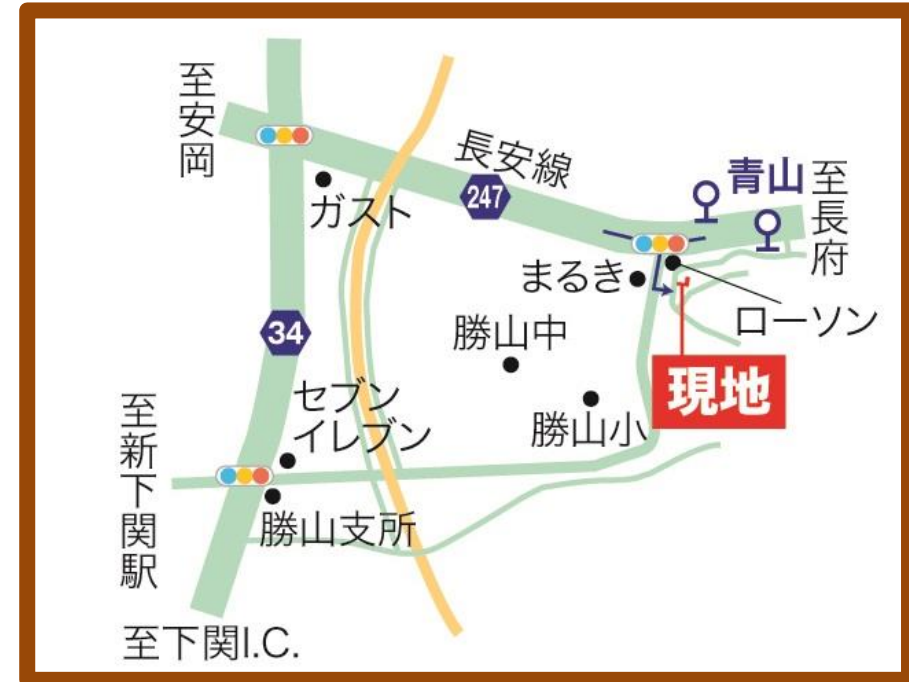 至安岡
長安線
247
青山
至長府
ガスト
まるき
ローソン
34
勝山中
現地
セブン
イレブン
勝山小
至新下関駅
勝山支所
至下関I.C.